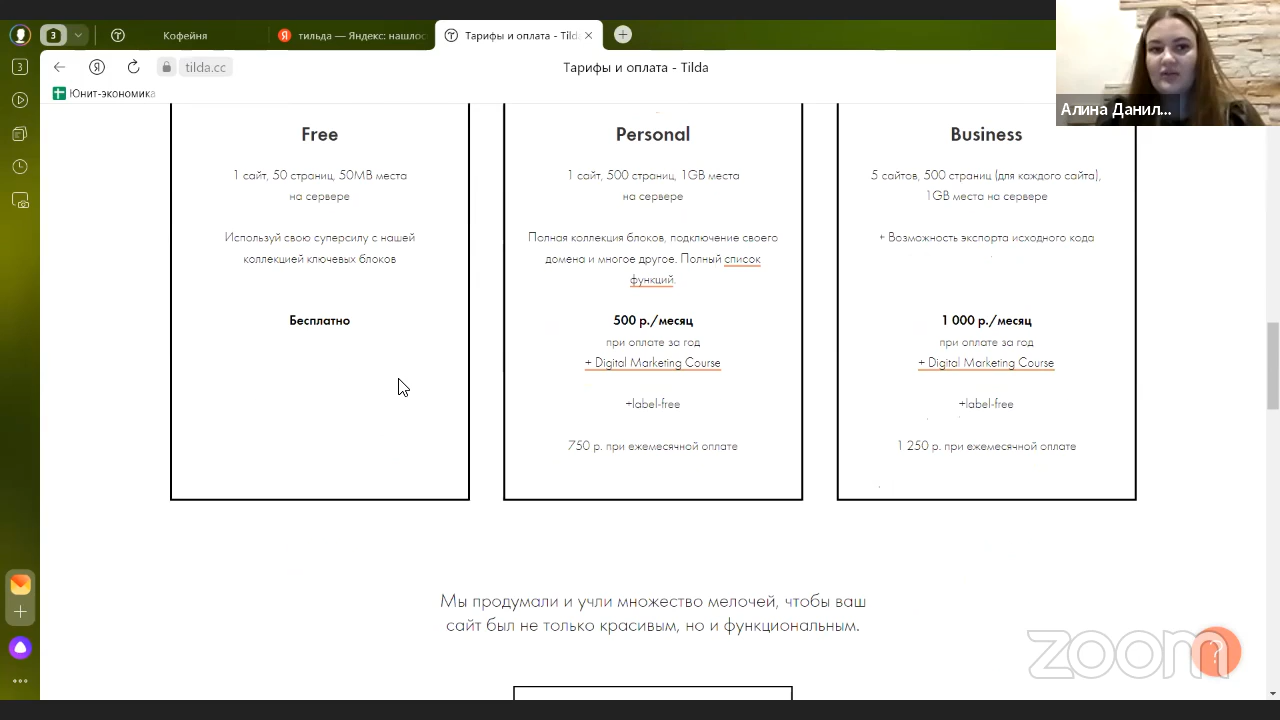 3
Кофейня
тильда — Яндекс: нашлос
Тарифы и оплата - Tild
3
tilda.cc
Тарифы и оплата - Tilda
Юнит-экономика
Алина Данил...
Free
1 сайт, 50 страниц, 50MB места
на сервере
Используй свою суперсилу с нашей
коллекцией ключевых блоков
Бесплатно
Personal
1 сайт, 500 страниц, 1GB места
на сервере
Полная коллекция блоков, подключение своего
домена и многое другое. Полный список
функций.
500 р./месяц
при оплате за год
+ Digital Marketing Course
+label-free
750 р. при ежемесячной оплате
Business
5 сайтов, 500 страниц (для каждого сайта),
1GB места на сервере
+ Возможность экспорта исходного кода
1 000 р./месяц
при оплате за год
+ Digital Marketing Course
+label-free
1 250 р. при ежемесячной оплате
Мы продумали и учли множество мелочей, чтобы ваш
сайт был не только красивым, но и функциональным.
zoom
?